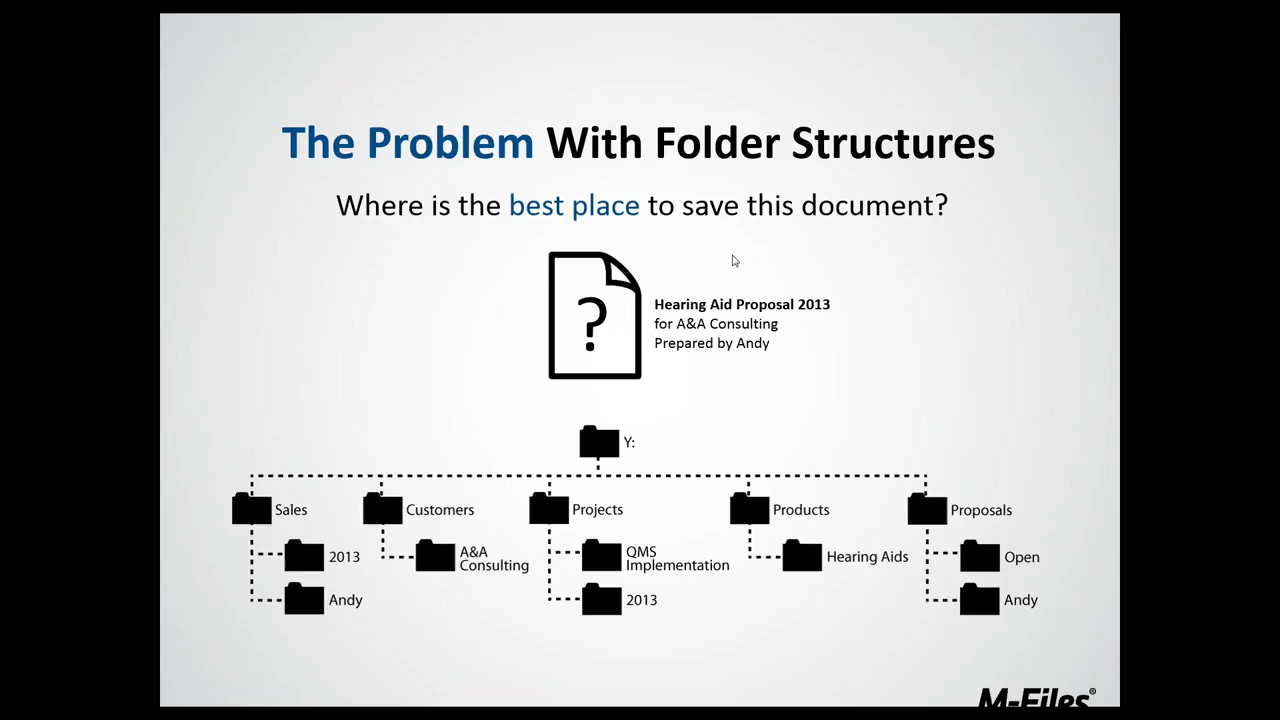 The Problem With Folder Structures
Where is the best place to save this document?
?
Hearing Aid Proposal 2013
for A&A Consulting
Prepared by Andy
Y:
Sales
Customers
Projects
Products
Proposals
2013
A&A
Consulting
QMS
Implementation
Hearing Aids
Open
Andy
2013
Andy
M-Files®